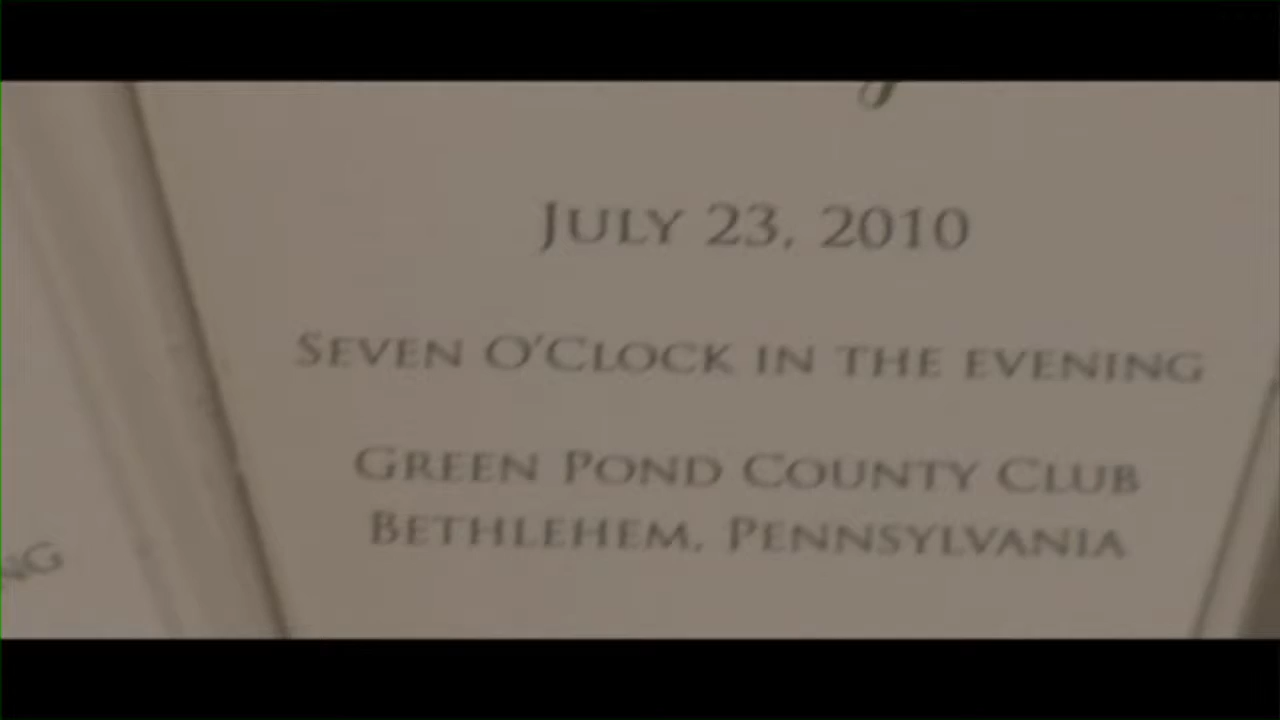 July 23, 2010
Seven O'Clock in the evening
Green Pond County Club
Bethlehem, Pennsylvania